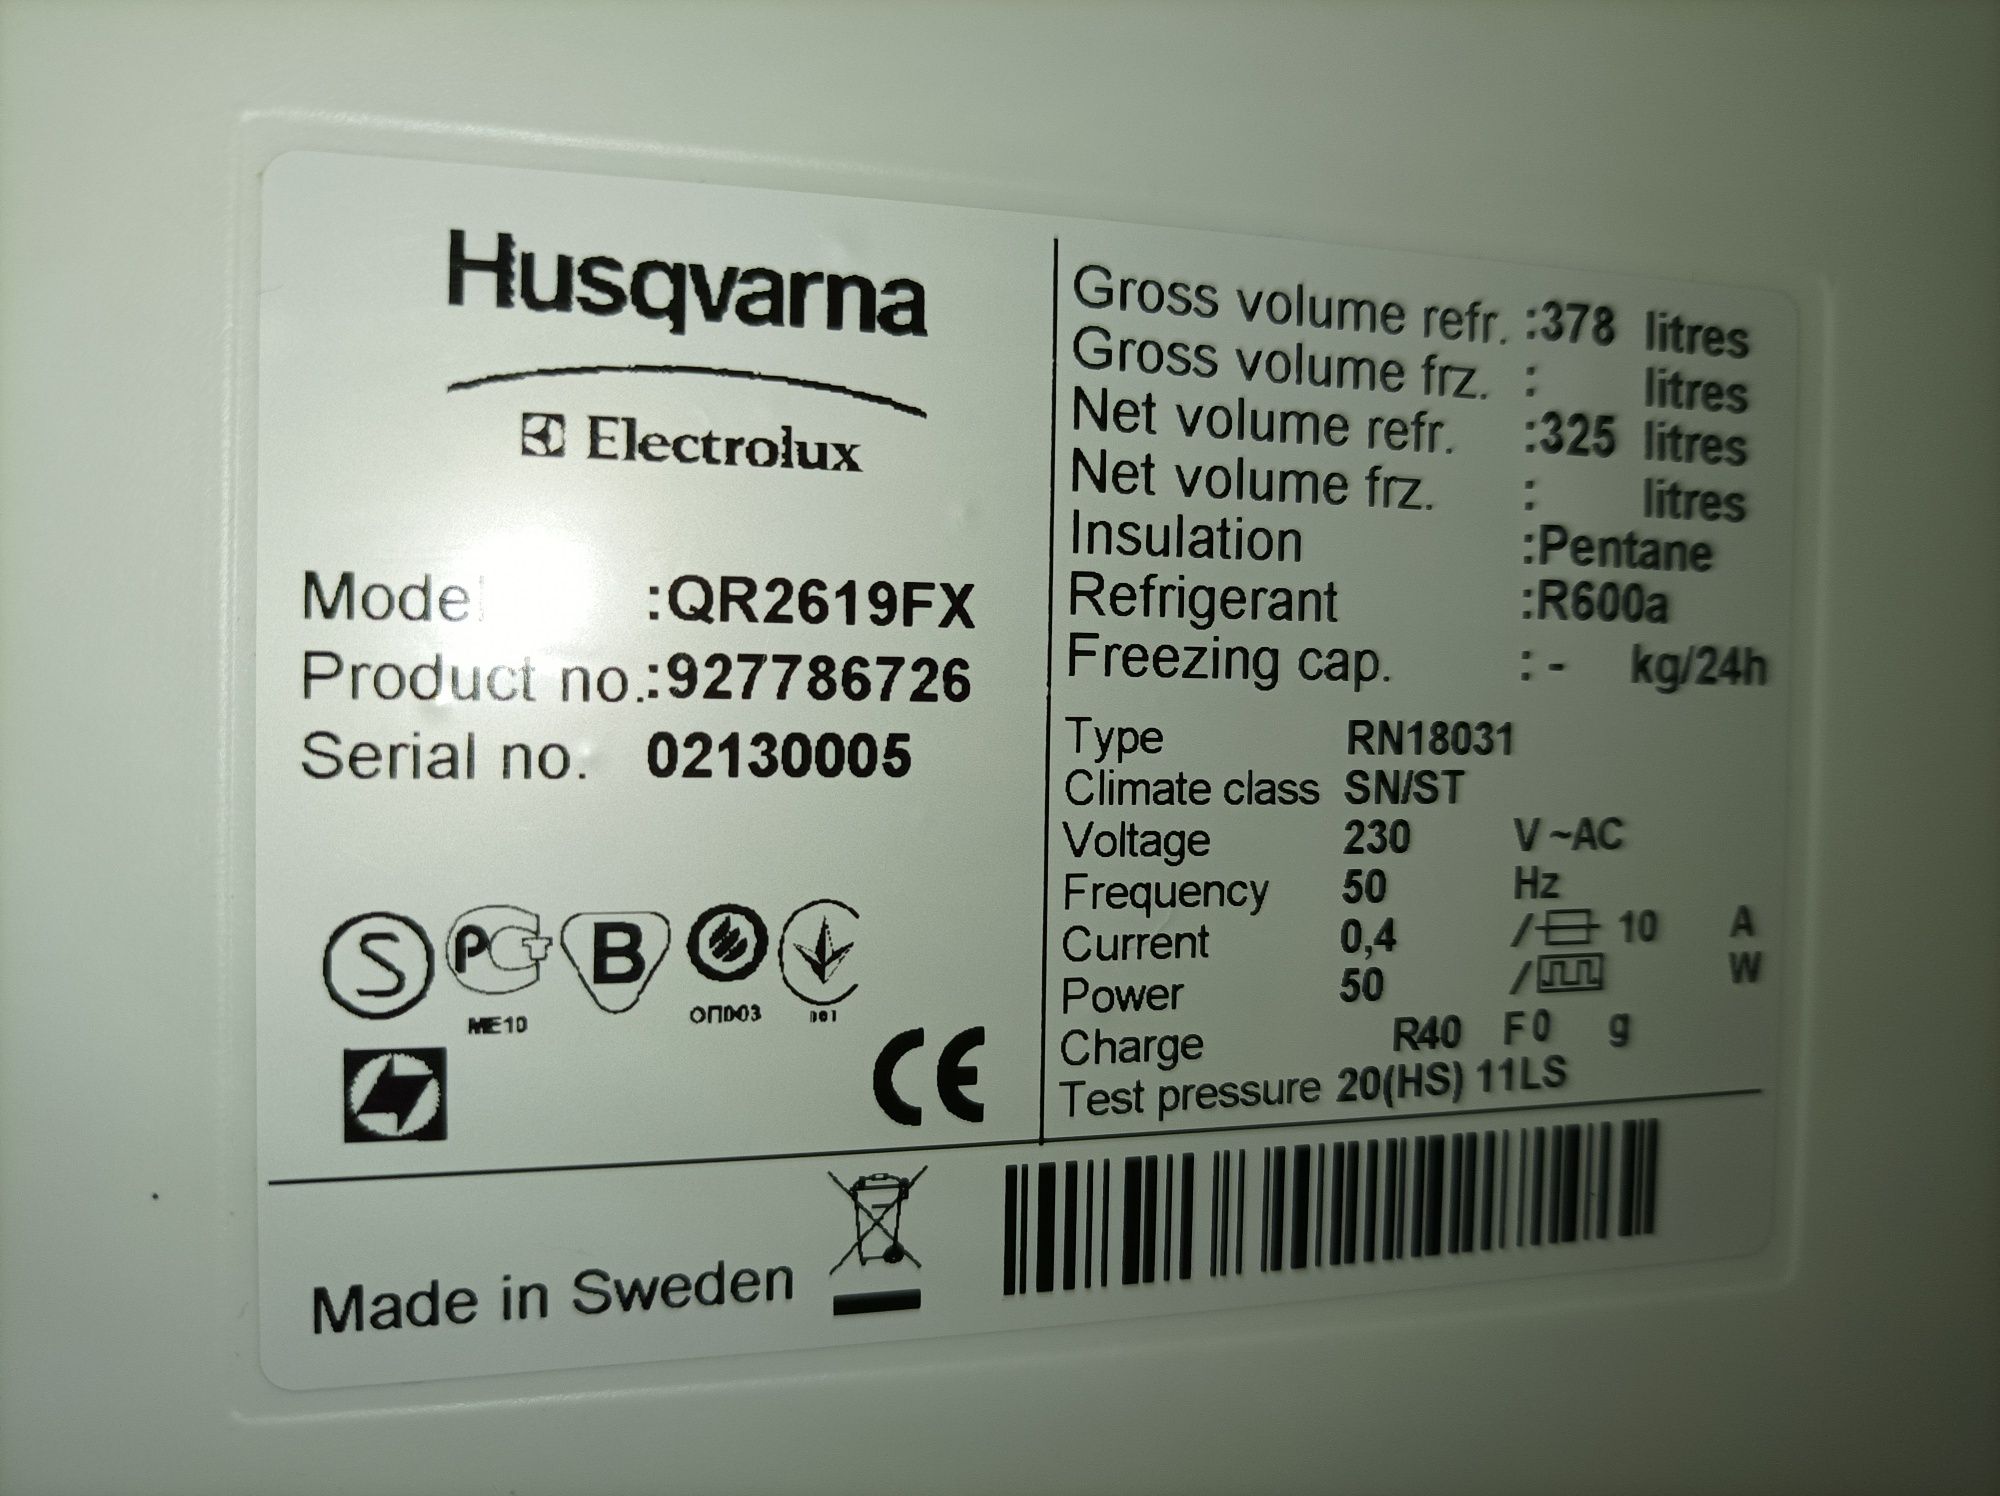 Husqvarna
Electrolux
Model :QR2619FX
Product no.:927786726
Serial no. 02130005
S PCT B
ME10 ОП003 001
CE
Gross volume refr. :378 litres
Gross volume frz. : litres
Net volume refr. :325 litres
Net volume frz. : litres
Insulation :Pentane
Refrigerant :R600a
Freezing cap. :- kg/24h
Type RN18031
Climate class SN/ST
Voltage 230 V ~AC
Frequency 50 Hz
Current 0,4 / 10 A
Power 50 / W
Charge R40 F0 g
Test pressure 20(HS) 11LS
Made in Sweden